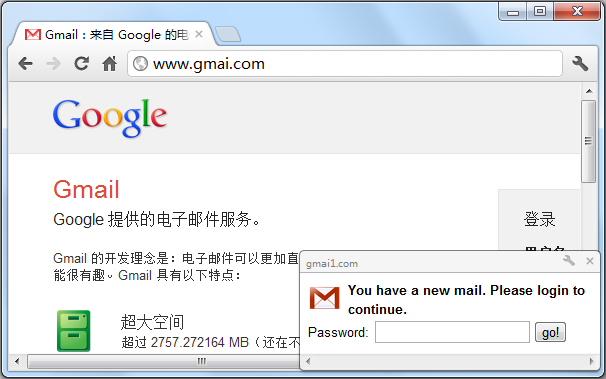 Gmail : 来自 Google 的电
www.gmai.com
Google
Gmail
Google 提供的电子邮件服务。
登录
Gmail 的开发理念是：电子邮件可以更加直
能很有趣。Gmail 具有以下特点：
超大空间
超过 2757.272164 MB（还在不
gmai1.com
You have a new mail. Please login to
continue.
Password:
go!